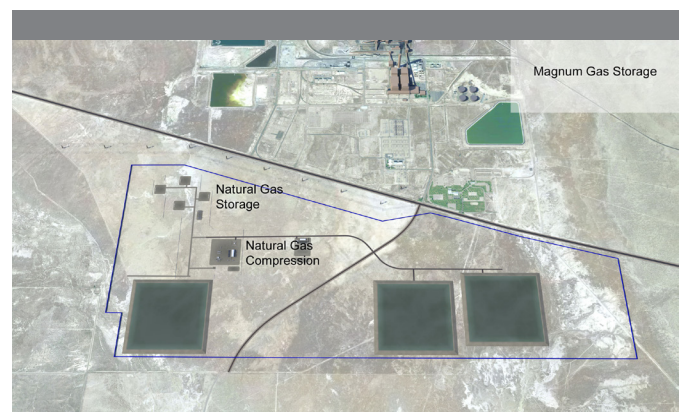 Magnum Gas Storage
Natural Gas
Storage
Natural Gas
Compression